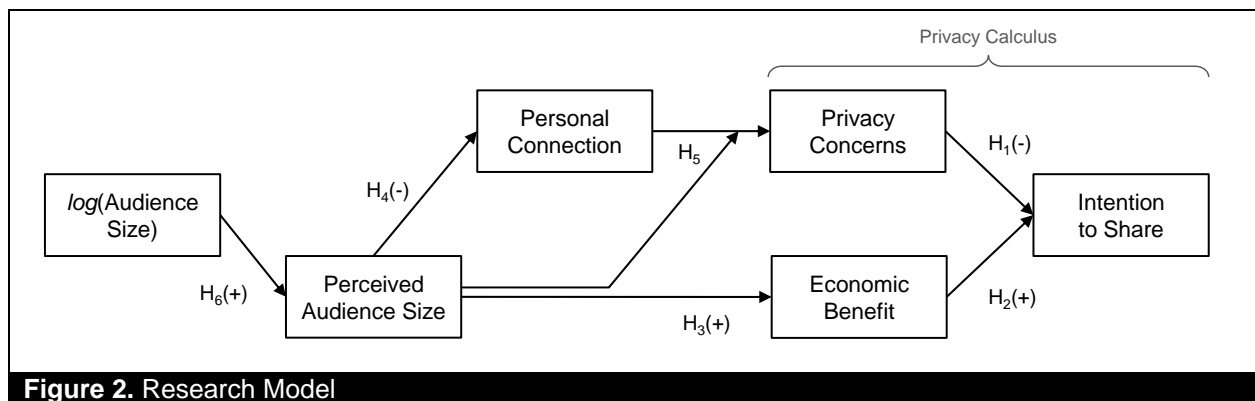 Privacy Calculus
Personal
Connection
Privacy
Concerns
H₅
H₁(-)
H₄(-)
log(Audience
Size)
Intention
to Share
H₆(+)
Perceived
Audience Size
Economic
Benefit
H₃(+)
H₂(+)
Figure 2. Research Model